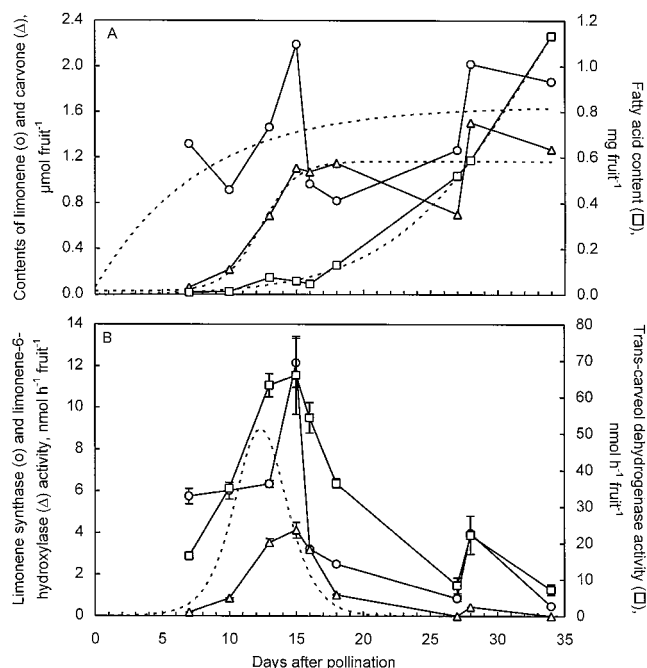 A
Contents of limonene (o) and carvone (Δ),
μmol fruit⁻¹
2.4
2.0
1.6
1.2
0.8
0.4
0.0
1.2
1.0
0.8
0.6
0.4
0.2
0.0
Fatty acid content (□),
mg fruit⁻¹
B
Limonene synthase (o) and limonene-6-
hydroxylase (Δ) activity, nmol h⁻¹ fruit⁻¹
14
12
10
8
6
4
2
0
80
70
60
50
40
30
20
10
0
Trans-carveol dehydrogenase activity (□),
nmol h⁻¹ fruit⁻¹
0 5 10 15 20 25 30 35
Days after pollination